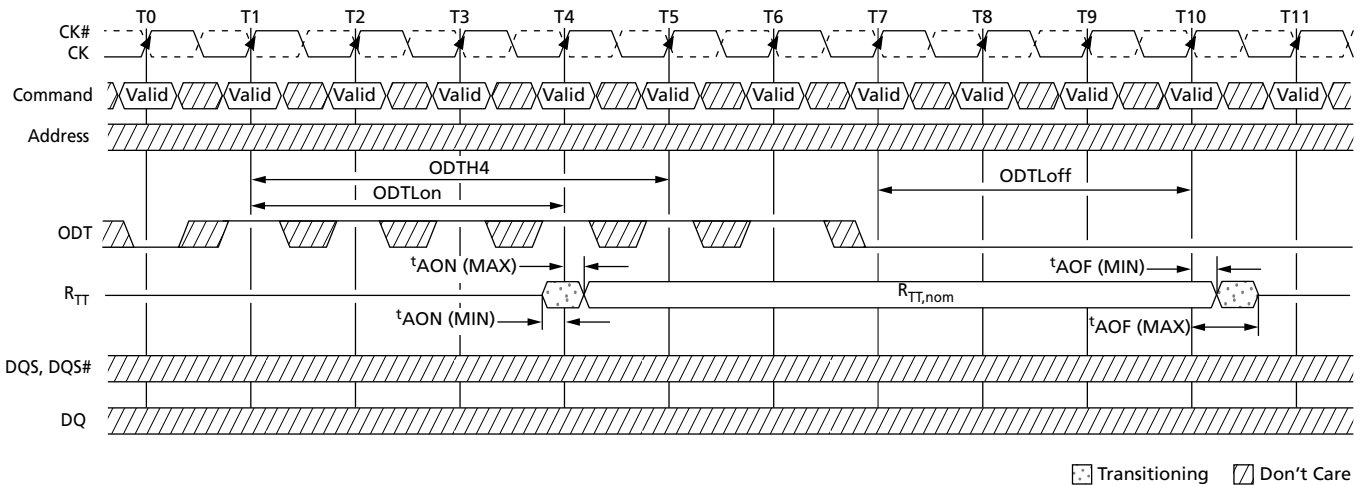 T0 T1 T2 T3 T4 T5 T6 T7 T8 T9 T10 T11
CK#
CK
Command Valid Valid Valid Valid Valid Valid Valid Valid Valid Valid Valid Valid
Address
ODTH4
ODTLon ODTLoff
ODT
tAON (MAX) tAOF (MIN)
RTT RTT,nom
tAON (MIN) tAOF (MAX)
DQS, DQS#
DQ
Transitioning Don't Care